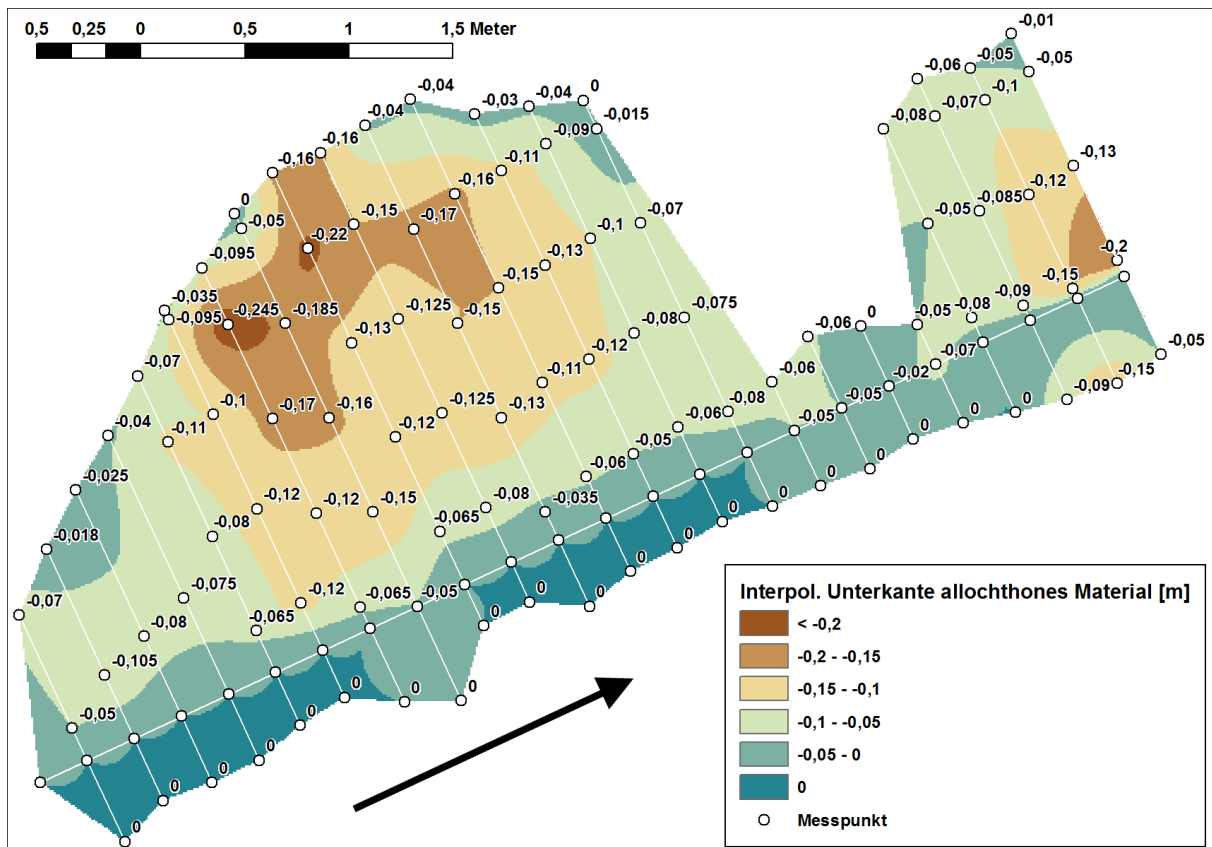 0,5 0,25 0 0,5 1 1,5 Meter
-0,01
-0,06 -0,05 -0,05
-0,04 -0,03 -0,04 0
-0,08 -0,07 -0,1
-0,04 -0,09 -0,015
-0,16 -0,16 -0,11 -0,13
0 -0,16 -0,12
-0,05 -0,15 -0,17 -0,1 -0,07 -0,05 -0,085
-0,095 -0,22 -0,13 -0,2
-0,15 -0,15
-0,035 -0,245 -0,185 -0,125 -0,075 -0,09
-0,095 -0,13 -0,15 -0,08 -0,06 0 -0,05 -0,08
-0,07 -0,11 -0,12 -0,07 -0,05
-0,1 -0,17 -0,16 -0,125 -0,13 -0,08 -0,06 -0,05 -0,02 -0,09 -0,15
-0,04 -0,11 -0,12 -0,06 -0,05 0 0 0
-0,025 -0,06 -0,05 0
-0,12 -0,12 -0,15 -0,08 -0,035 0 0 0
-0,018 -0,08 -0,065 0 0
-0,075 -0,12 -0,065 -0,05 0 0 0
-0,07 -0,08 -0,065
-0,105
-0,05 0 0 0
0 0
0 0 0
0
Interpol. Unterkante allochthones Material [m]
< -0,2
-0,2 - -0,15
-0,15 - -0,1
-0,1 - -0,05
-0,05 - 0
0
Messpunkt